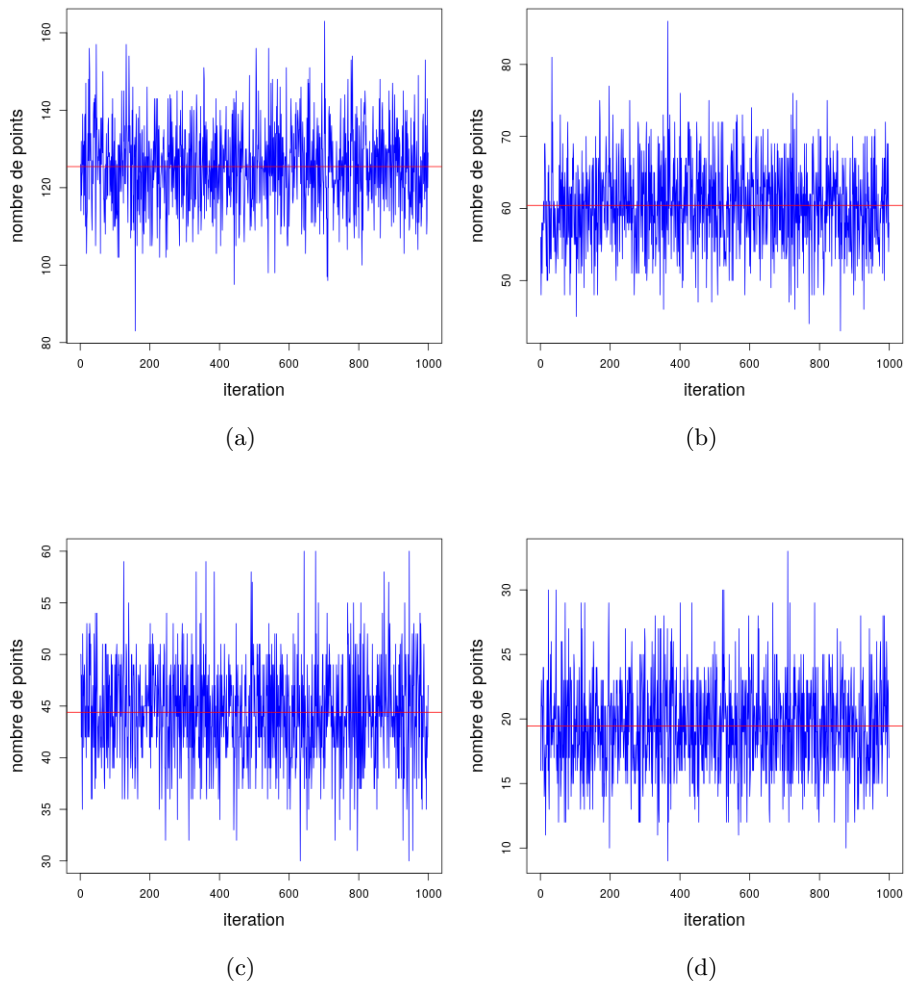 nombre de points
80 100 120 140 160
0 200 400 600 800 1000
iteration
(a)
nombre de points
50 60 70 80
0 200 400 600 800 1000
iteration
(b)
nombre de points
30 35 40 45 50 55 60
0 200 400 600 800 1000
iteration
(c)
nombre de points
10 15 20 25 30
0 200 400 600 800 1000
iteration
(d)